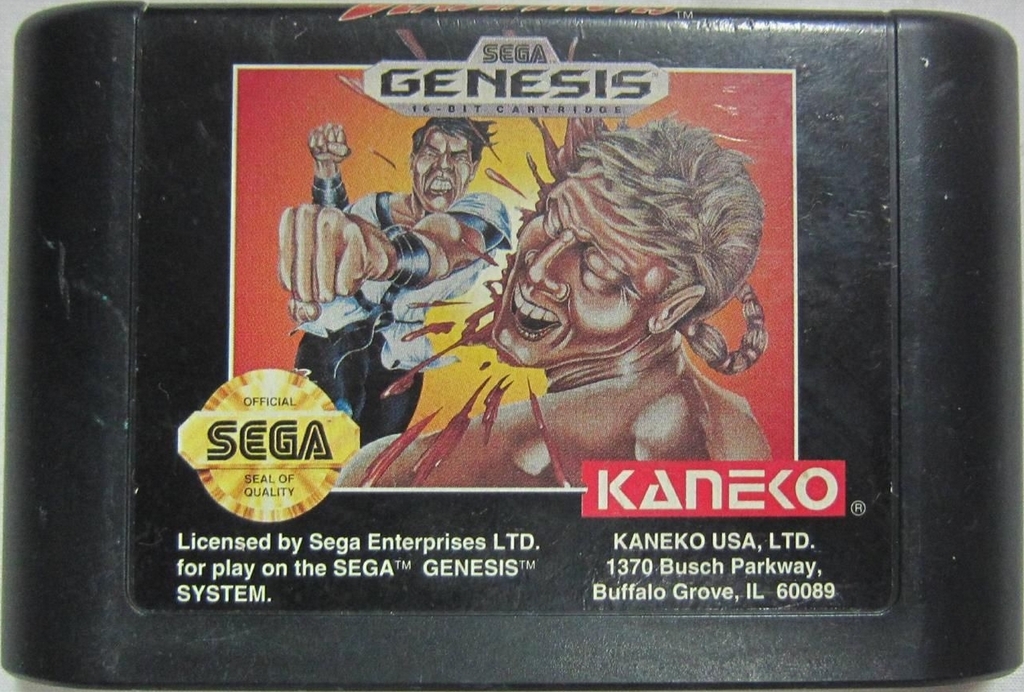 TM
SEGA
GENESIS
16-BIT CARTRIDGE
OFFICIAL
SEGA
SEAL OF
QUALITY
KANEKO ®
Licensed by Sega Enterprises LTD.
for play on the SEGA™ GENESIS™
SYSTEM.
KANEKO USA, LTD.
1370 Busch Parkway,
Buffalo Grove, IL 60089